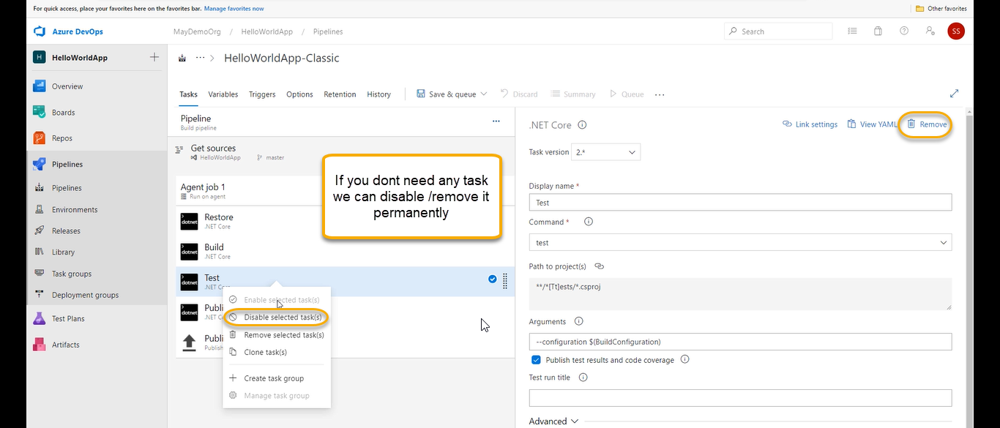 For quick access, place your favorites here on the favorites bar. Manage favorites now
Other favorites
Azure DevOps
MayDemoOrg / HelloWorldApp / Pipelines
Search
SS
H HelloWorldApp
Overview
Boards
Repos
Pipelines
Pipelines
Environments
Releases
Library
Task groups
Deployment groups
Test Plans
Artifacts
HelloWorldApp-Classic
Tasks Variables Triggers Options Retention History
Save & queue Discard Summary Queue
Pipeline
Build pipeline
Get sources
HelloWorldApp master
Agent job 1
Run on agent
dotnet Restore
.NET Core
dotnet Build
.NET Core
dotnet Test
.NET Core
dotnet Publi
.NET C
Publi
Publish
Enable selected task(s)
Disable selected task(s)
Remove selected task(s)
Clone task(s)
Create task group
Manage task group
If you dont need any task
we can disable /remove it
permanently
.NET Core
Link settings View YAML Remove
Task version 2.*
Display name *
Test
Command *
test
Path to project(s)
**/*[Tt]ests/*.csproj
Arguments
--configuration $(BuildConfiguration)
Publish test results and code coverage
Test run title
Advanced